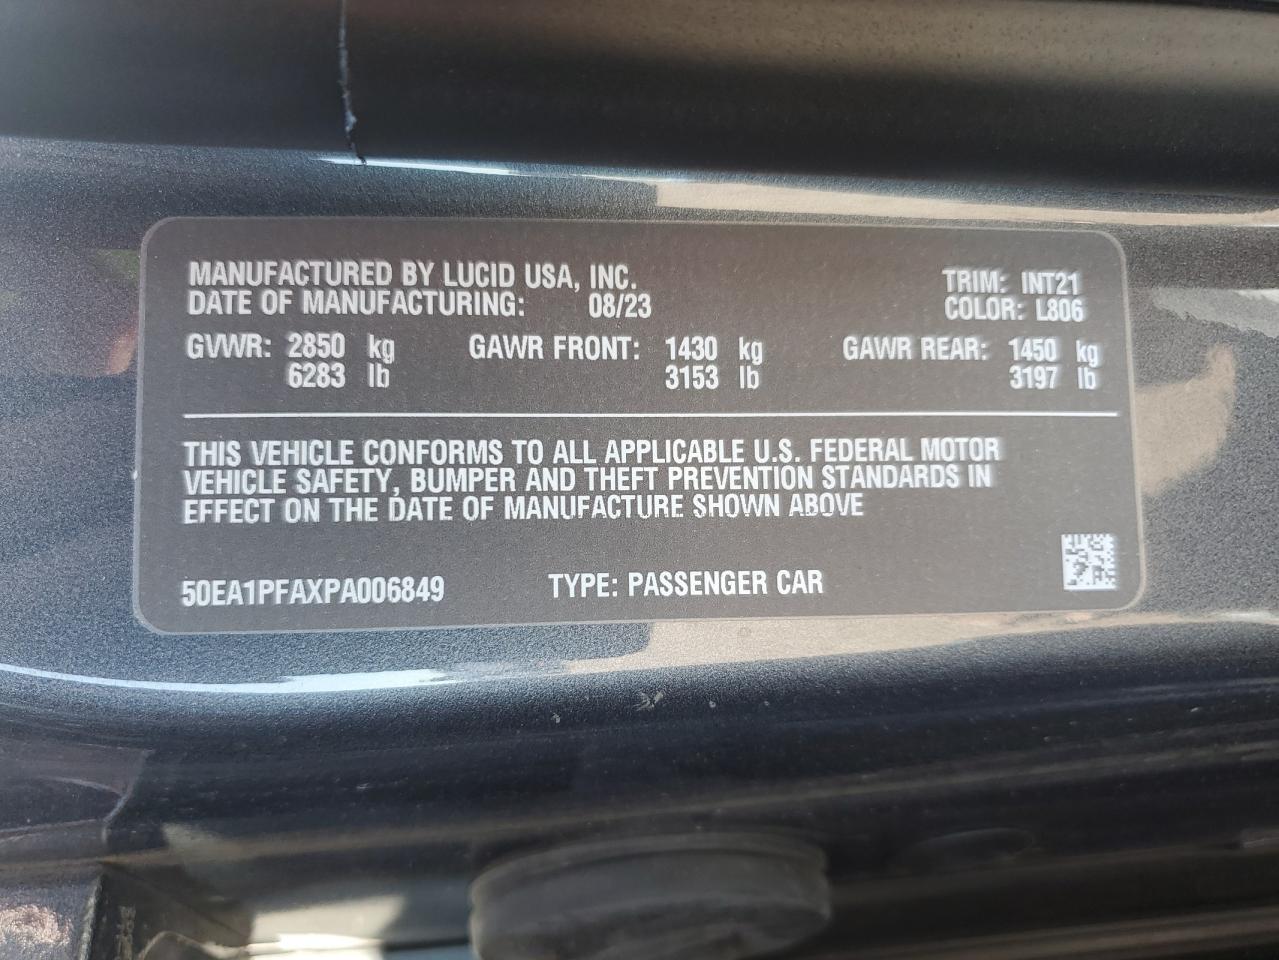 MANUFACTURED BY LUCID USA, INC.
DATE OF MANUFACTURING: 08/23
TRIM: INT21
COLOR: L806
GVWR: 2850 kg GAWR FRONT: 1430 kg GAWR REAR: 1450 kg
6283 lb 3153 lb 3197 lb
THIS VEHICLE CONFORMS TO ALL APPLICABLE U.S. FEDERAL MOTOR
VEHICLE SAFETY, BUMPER AND THEFT PREVENTION STANDARDS IN
EFFECT ON THE DATE OF MANUFACTURE SHOWN ABOVE
50EA1PFAXPA006849 TYPE: PASSENGER CAR